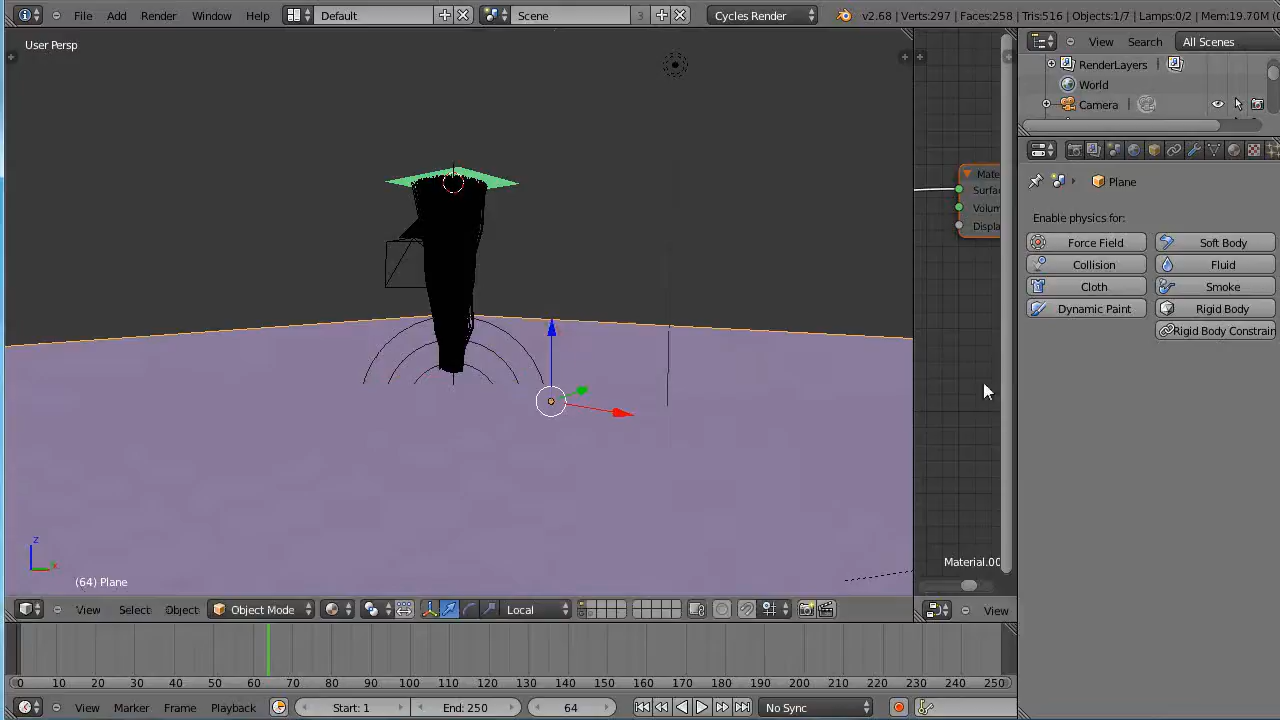 File Add Render Window Help Default Scene 3 Cycles Render v2.68 | Verts:297 | Faces:258 | Tris:516 | Objects:1/7 | Lamps:0/2 | Mem:19.70M
User Persp
View Search All Scenes
RenderLayers
World
Camera
Mate
Surfac
Volum
Displa
Plane
Enable physics for:
Force Field Soft Body
Collision Fluid
Cloth Smoke
Dynamic Paint Rigid Body
Rigid Body Constrain
z
x
(64) Plane
Material.00
View Select Object Object Mode Local View
0 10 20 30 40 50 60 70 80 90 100 110 120 130 140 150 160 170 180 190 200 210 220 230 240 250
View Marker Frame Playback Start: 1 End: 250 64 No Sync